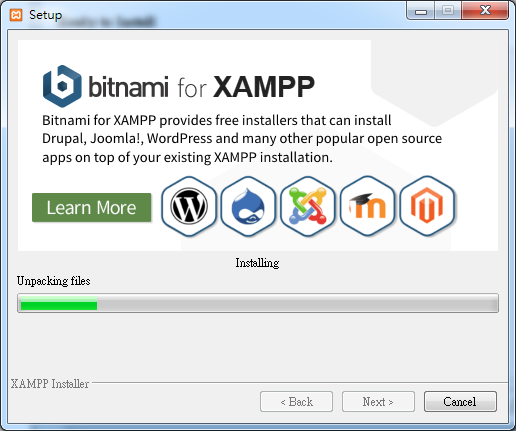 Setup
bitnami for XAMPP
Bitnami for XAMPP provides free installers that can install
Drupal, Joomla!, WordPress and many other popular open source
apps on top of your existing XAMPP installation.
Learn More
Installing
Unpacking files
XAMPP Installer
< Back
Next >
Cancel